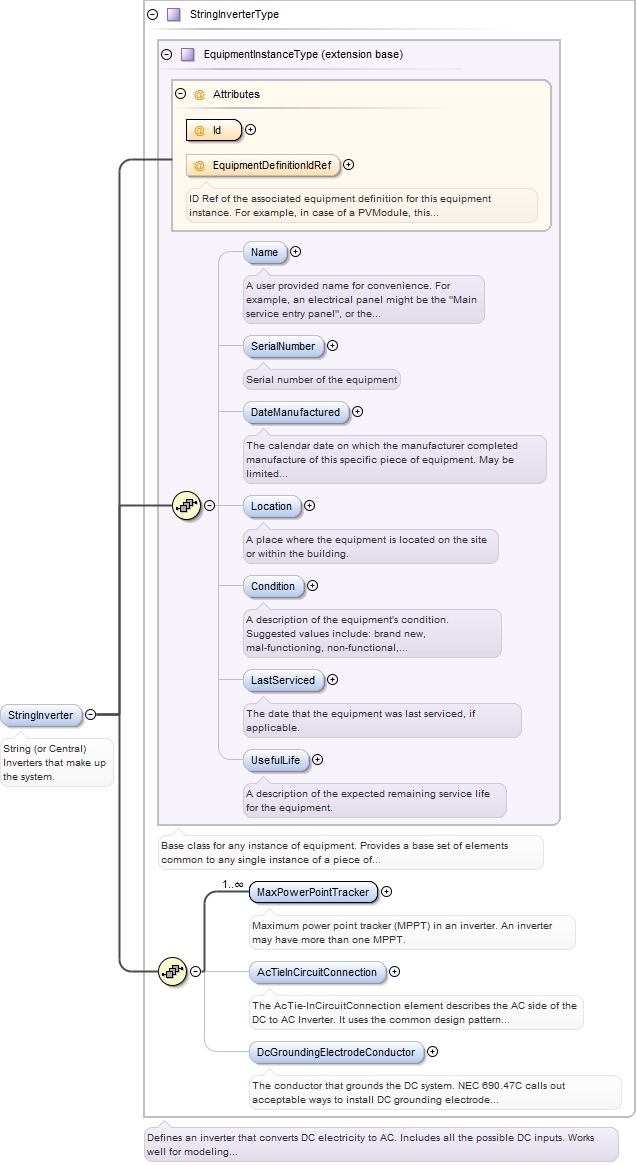 StringInverterType
EquipmentInstanceType (extension base)
@ Attributes
@ Id
@ EquipmentDefinitionIdRef
ID Ref of the associated equipment definition for this equipment
instance. For example, in case of a PVModule, this...
Name
A user provided name for convenience. For
example, an electrical panel might be the "Main
service entry panel", or the...
SerialNumber
Serial number of the equipment
DateManufactured
The calendar date on which the manufacturer completed
manufacture of this specific piece of equipment. May be
limited...
Location
A place where the equipment is located on the site
or within the building.
Condition
A description of the equipment's condition.
Suggested values include: brand new,
mal-functioning, non-functional,...
LastServiced
The date that the equipment was last serviced, if
applicable.
UsefulLife
A description of the expected remaining service life
for the equipment.
StringInverter
String (or Central)
Inverters that make up
the system.
Base class for any instance of equipment. Provides a base set of elements
common to any single instance of a piece of...
1..∞
MaxPowerPointTracker
Maximum power point tracker (MPPT) in an inverter. An inverter
may have more than one MPPT.
AcTieInCircuitConnection
The AcTie-InCircuitConnection element describes the AC side of the
DC to AC Inverter. It uses the common design pattern...
DcGroundingElectrodeConductor
The conductor that grounds the DC system. NEC 690.47C calls out
acceptable ways to install DC grounding electrode...
Defines an inverter that converts DC electricity to AC. Includes all the possible DC inputs. Works
well for modeling...